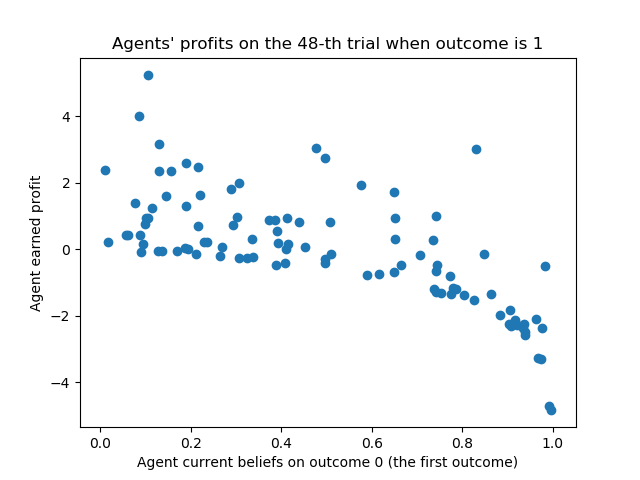 Agents' profits on the 48-th trial when outcome is 1
Agent earned profit
4
2
0
−2
−4
0.0 0.2 0.4 0.6 0.8 1.0
Agent current beliefs on outcome 0 (the first outcome)